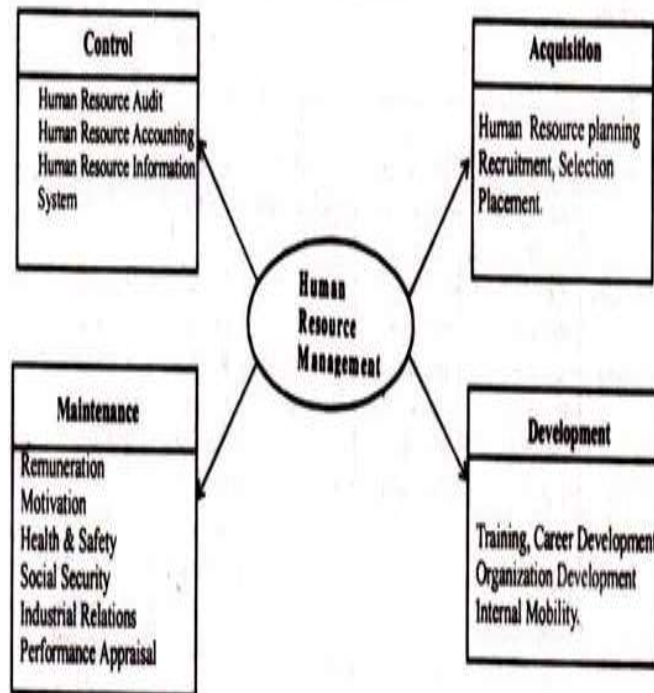 Control
Human Resource Audit
Human Resource Accounting
Human Resource Information
System
Acquisition
Human Resource planning
Recruitment, Selection
Placement.
Human
Resource
Management
Maintenance
Remuneration
Motivation
Health & Safety
Social Security
Industrial Relations
Performance Appraisal
Development
Training, Career Development
Organization Development
Internal Mobility.